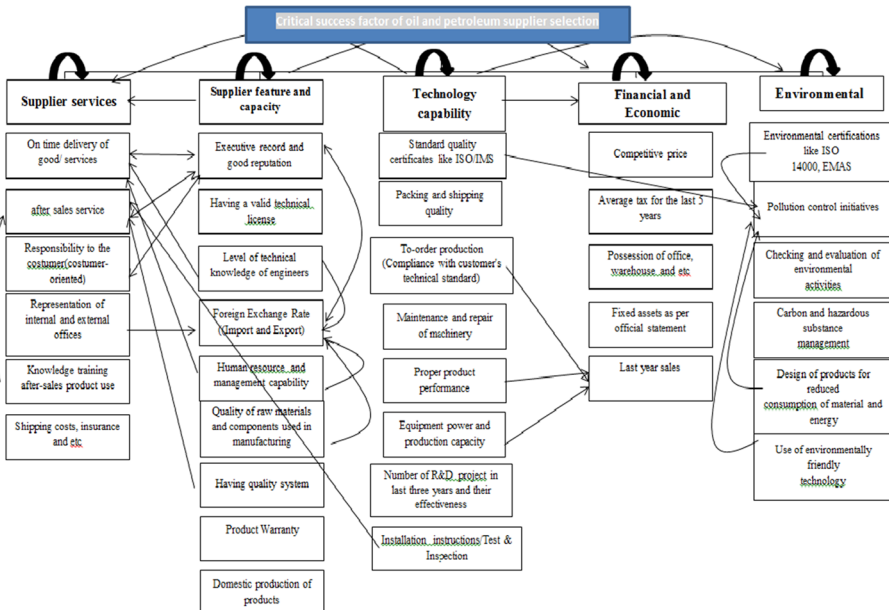 Critical success factor of oil and petroleum supplier selection
Supplier services
On time delivery of
good/ services
after sales service
Responsibility to the
costumer(costumer-
oriented)
Representation of
internal and external
offices
Knowledge training
after-sales product use
Shipping costs, insurance
and etc
Supplier feature and
capacity
Executive record and
good reputation
Having a valid technical
license
Level of technical
knowledge of engineers
Foreign Exchange Rate
((Import and Export)
Human resource and
management capability
Quality of raw materials
and components used in
manufacturing
Having quality system
Product Warranty
Domestic production of
products
Technology
capability
Standard quality
certificates like ISO/IMS
Packing and shipping
quality
To-order production
(Compliance with customer's
technical standard)
Maintenance and repair
of machinery
Proper product
performance
Equipment power and
production capacity
Number of R&D project in
last three years and their
effectiveness
Installation instructions/Test &
Inspection
Financial and
Economic
Competitive price
Average tax for the last 5
years
Possession of office,
warehouse and etc
Fixed assets as per
official statement
Last year sales
Environmental
Environmental certifications
like ISO
14000, EMAS
Pollution control initiatives
Checking and evaluation of
environmental
activities
Carbon and hazardous
substance
management
Design of products for
reduced
consumption of material and
energy
Use of environmentally
friendly
technology